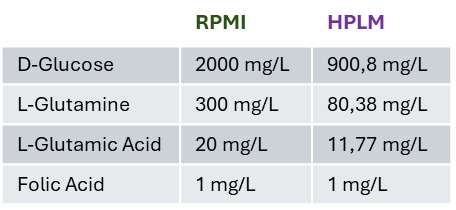 RPMI HPLM
D-Glucose 2000 mg/L 900,8 mg/L
L-Glutamine 300 mg/L 80,38 mg/L
L-Glutamic Acid 20 mg/L 11,77 mg/L
Folic Acid 1 mg/L 1 mg/L